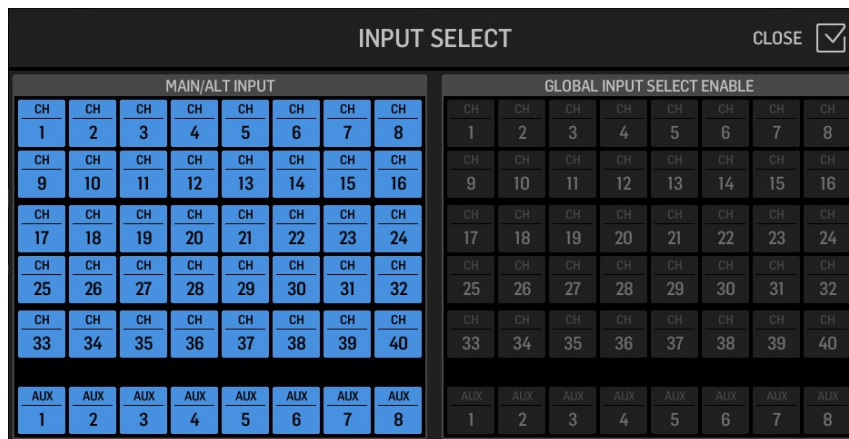 INPUT SELECT
CLOSE
MAIN/ALT INPUT
GLOBAL INPUT SELECT ENABLE
CH CH CH CH CH CH CH CH
1 2 3 4 5 6 7 8
CH CH CH CH CH CH CH CH
9 10 11 12 13 14 15 16
CH CH CH CH CH CH CH CH
17 18 19 20 21 22 23 24
CH CH CH CH CH CH CH CH
25 26 27 28 29 30 31 32
CH CH CH CH CH CH CH CH
33 34 35 36 37 38 39 40
AUX AUX AUX AUX AUX AUX AUX AUX
1 2 3 4 5 6 7 8
CH CH CH CH CH CH CH CH
1 2 3 4 5 6 7 8
CH CH CH CH CH CH CH CH
9 10 11 12 13 14 15 16
CH CH CH CH CH CH CH CH
17 18 19 20 21 22 23 24
CH CH CH CH CH CH CH CH
25 26 27 28 29 30 31 32
CH CH CH CH CH CH CH CH
33 34 35 36 37 38 39 40
AUX AUX AUX AUX AUX AUX AUX AUX
1 2 3 4 5 6 7 8